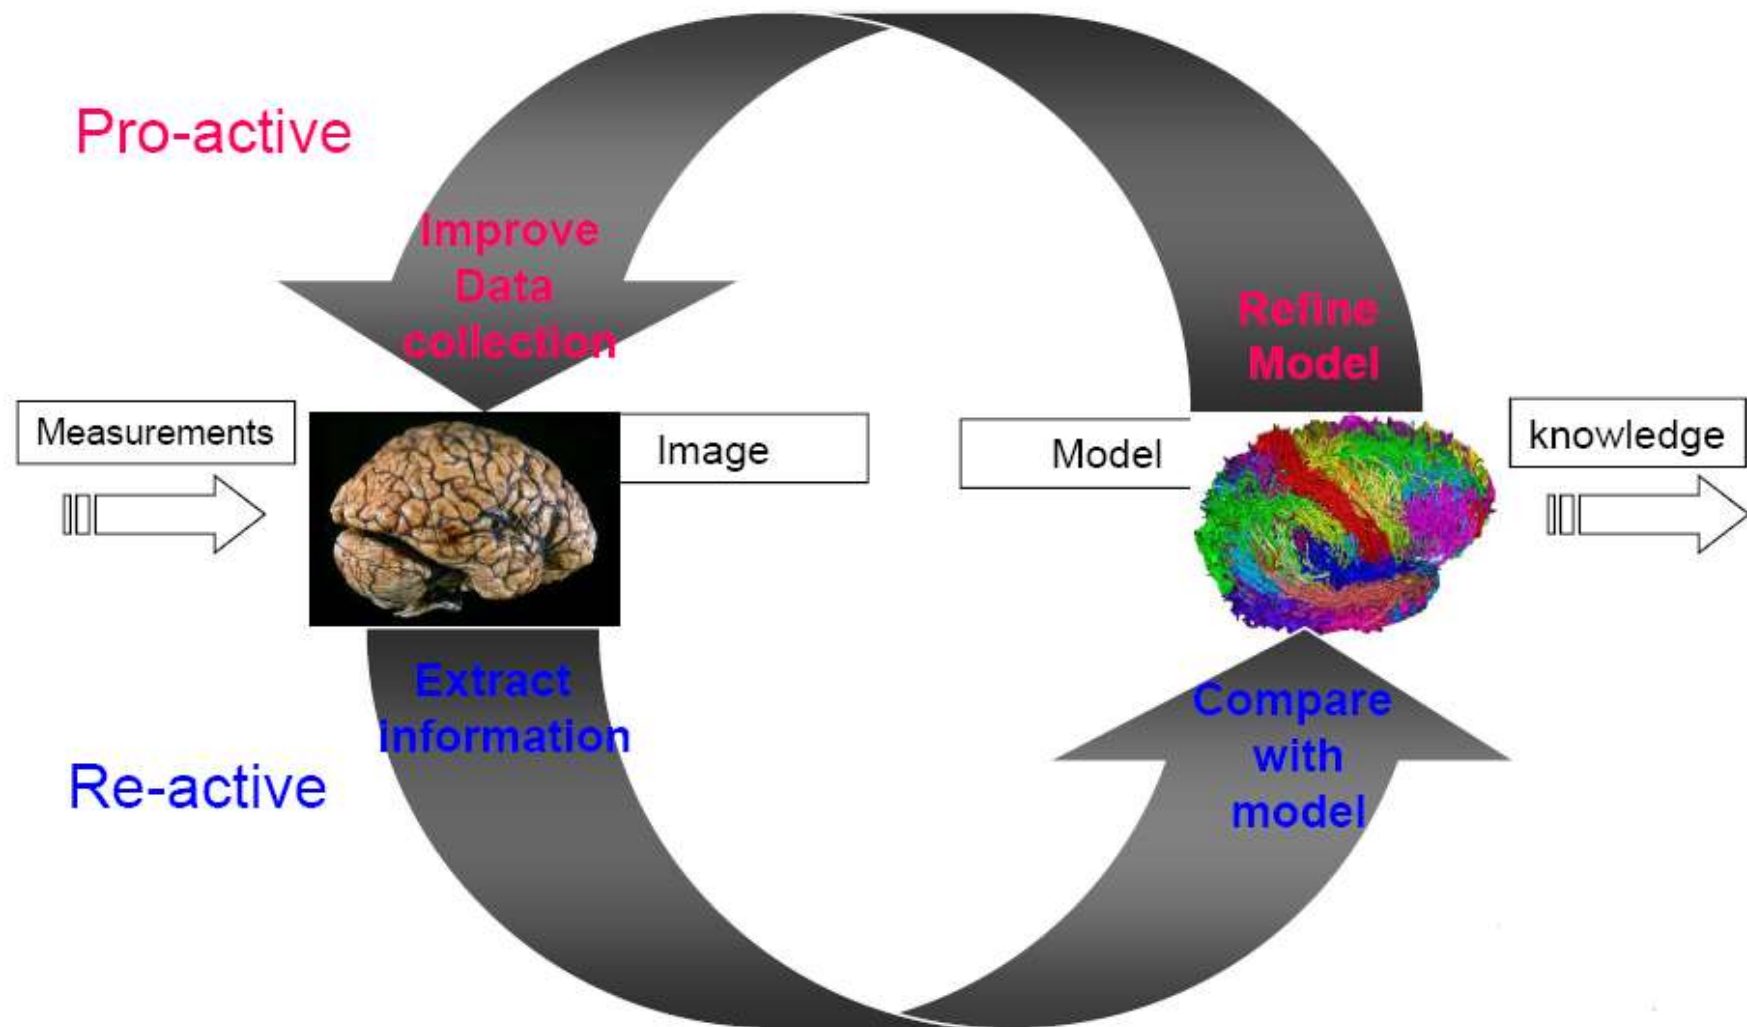 Pro-active
Improve
Data
collection
Refine
Model
Measurements
Image
Model
knowledge
Extract
information
Compare
with
model
Re-active